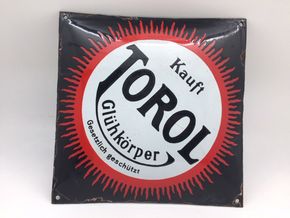 Kauft
TOROL
Glühkörper
Gesetzlich geschützt